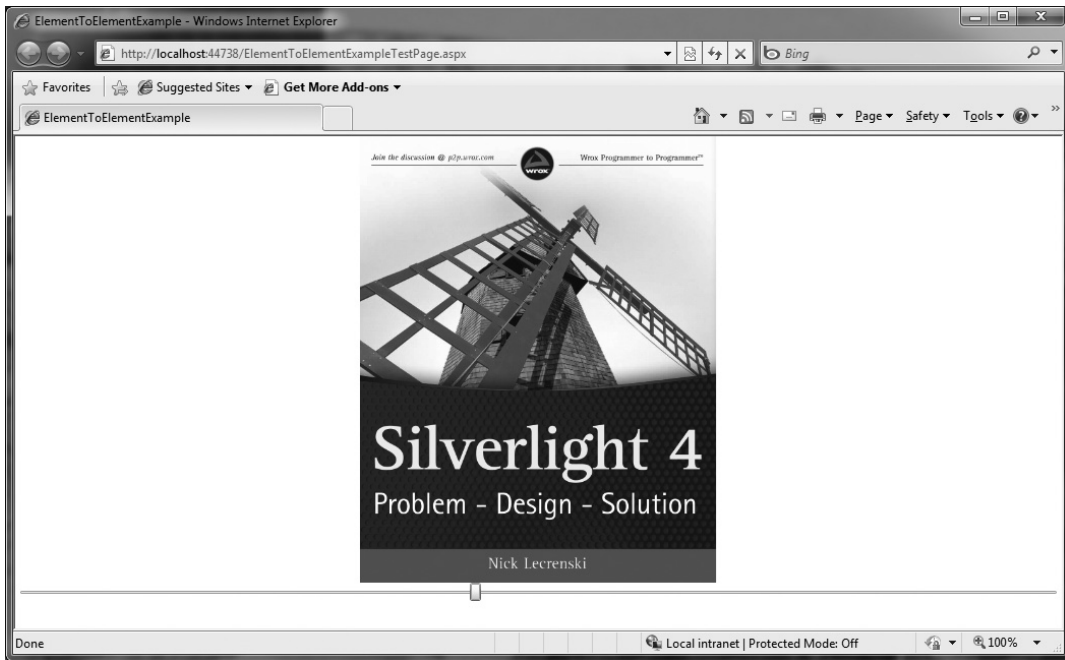 ElementToElementExample - Windows Internet Explorer
http://localhost:44738/ElementToElementExampleTestPage.aspx
Bing
Favorites
Suggested Sites
Get More Add-ons
ElementToElementExample
Page
Safety
Tools
Join the discussion @ p2p.wrox.com
wrox
Wrox Programmer to Programmer™
Silverlight 4
Problem - Design - Solution
Nick Lecrenski
Done
Local intranet | Protected Mode: Off
100%